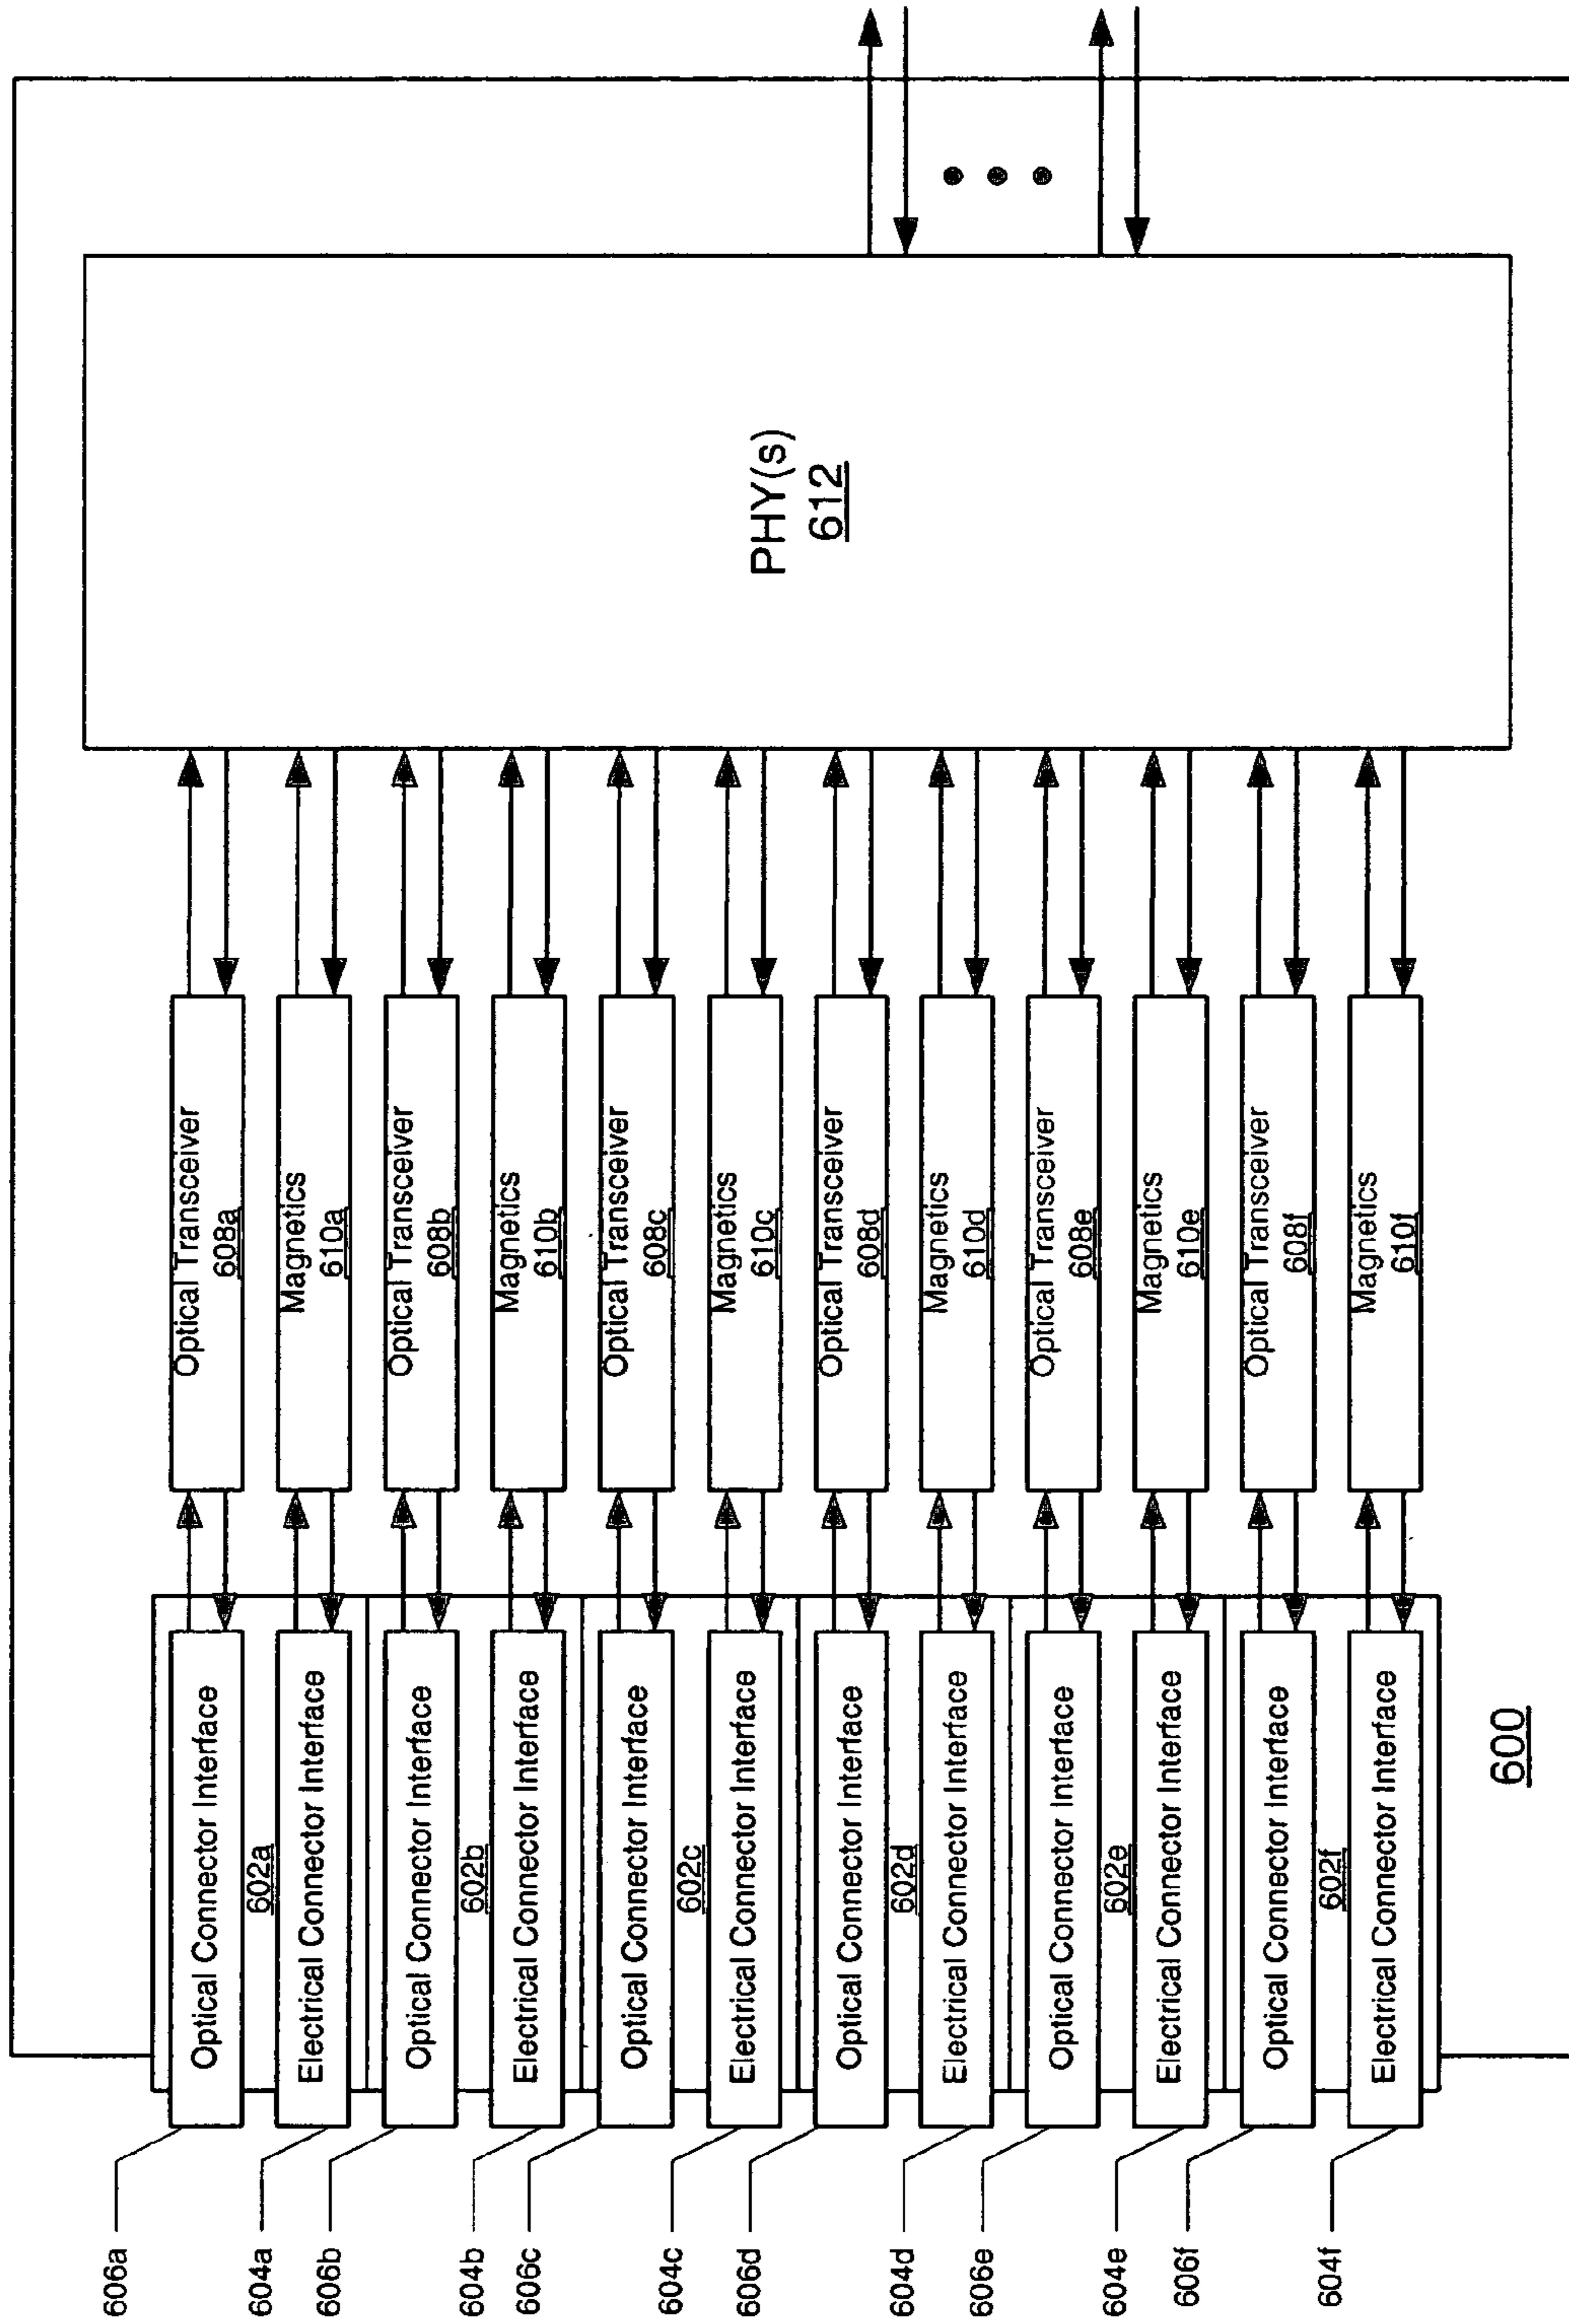 606a
604a
606b
604b
606c
604c
606d
604d
606e
604e
606f
604f
Optical Connector Interface
602a
Electrical Connector Interface
Optical Connector Interface
602b
Electrical Connector Interface
Optical Connector Interface
602c
Electrical Connector Interface
Optical Connector Interface
602d
Electrical Connector Interface
Optical Connector Interface
602e
Electrical Connector Interface
Optical Connector Interface
602f
Electrical Connector Interface
600
Optical Transceiver
608a
Magnetics
610a
Optical Transceiver
608b
Magnetics
610b
Optical Transceiver
608c
Magnetics
610c
Optical Transceiver
608d
Magnetics
610d
Optical Transceiver
608e
Magnetics
610e
Optical Transceiver
608f
Magnetics
610f
PHY(s)
612